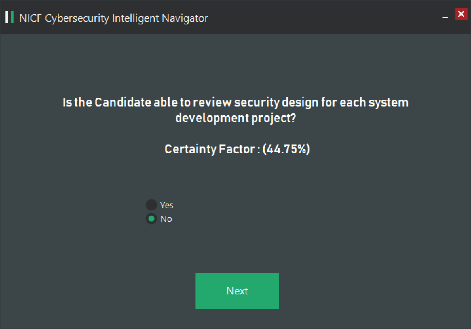 NICF Cybersecurity Intelligent Navigator
Is the Candidate able to review security design for each system
development project?
Certainty Factor : (44.75%)
Yes
No
Next